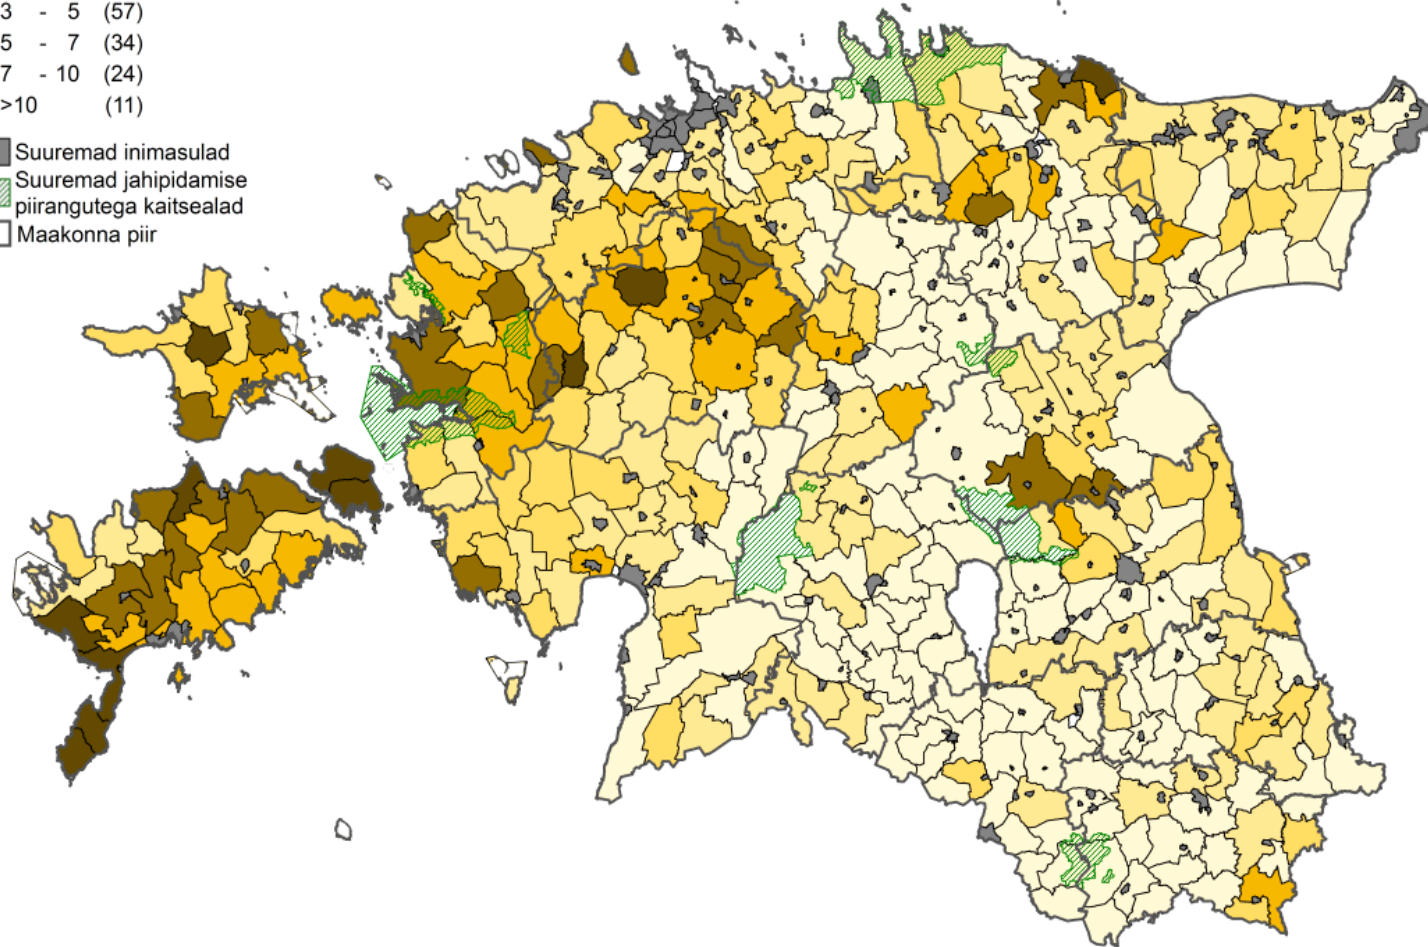 3 - 5 (57)
5 - 7 (34)
7 - 10 (24)
>10 (11)
Suuremad inimasulad
Suuremad jahipidamise
piirangutega kaitsealad
Maakonna piir